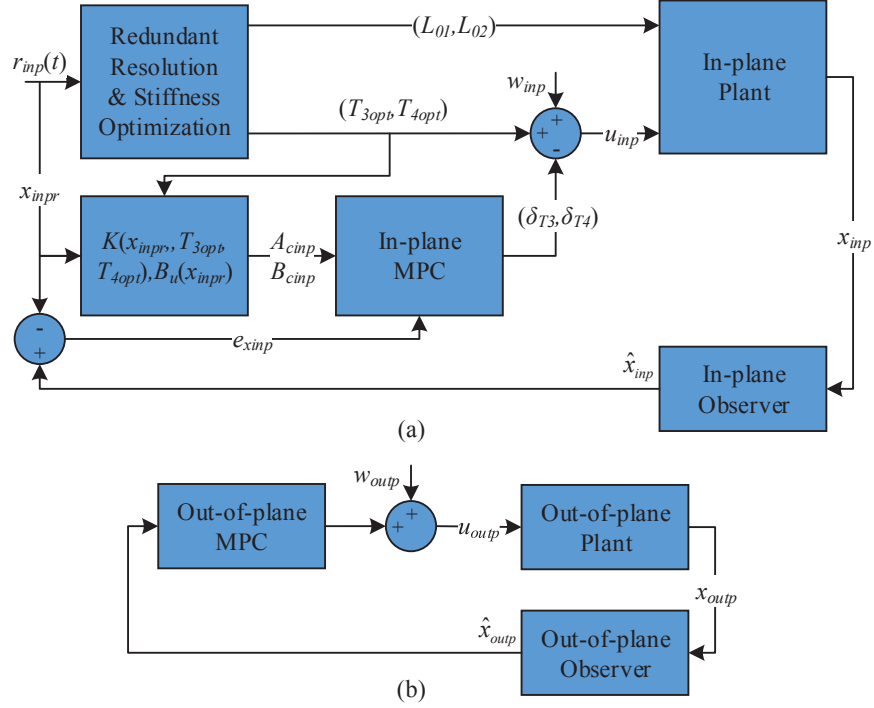 r_inp(t)
Redundant
Resolution
& Stiffness
Optimization
(L_01,L_02)
In-plane
Plant
w_inp
(T_3opt,T_4opt)
+
+
-
u_inp
x_inpr
K(x_inpr,,T_3opt,
T_4opt),B_u(x_inpr)
A_cinp
B_cinp
In-plane
MPC
(δ_T3,δ_T4)
x_inp
-
+
e_xinp
x̂_inp
In-plane
Observer
(a)
w_outp
Out-of-plane
MPC
+
+
u_outp
Out-of-plane
Plant
x_outp
x̂_outp
Out-of-plane
Observer
(b)